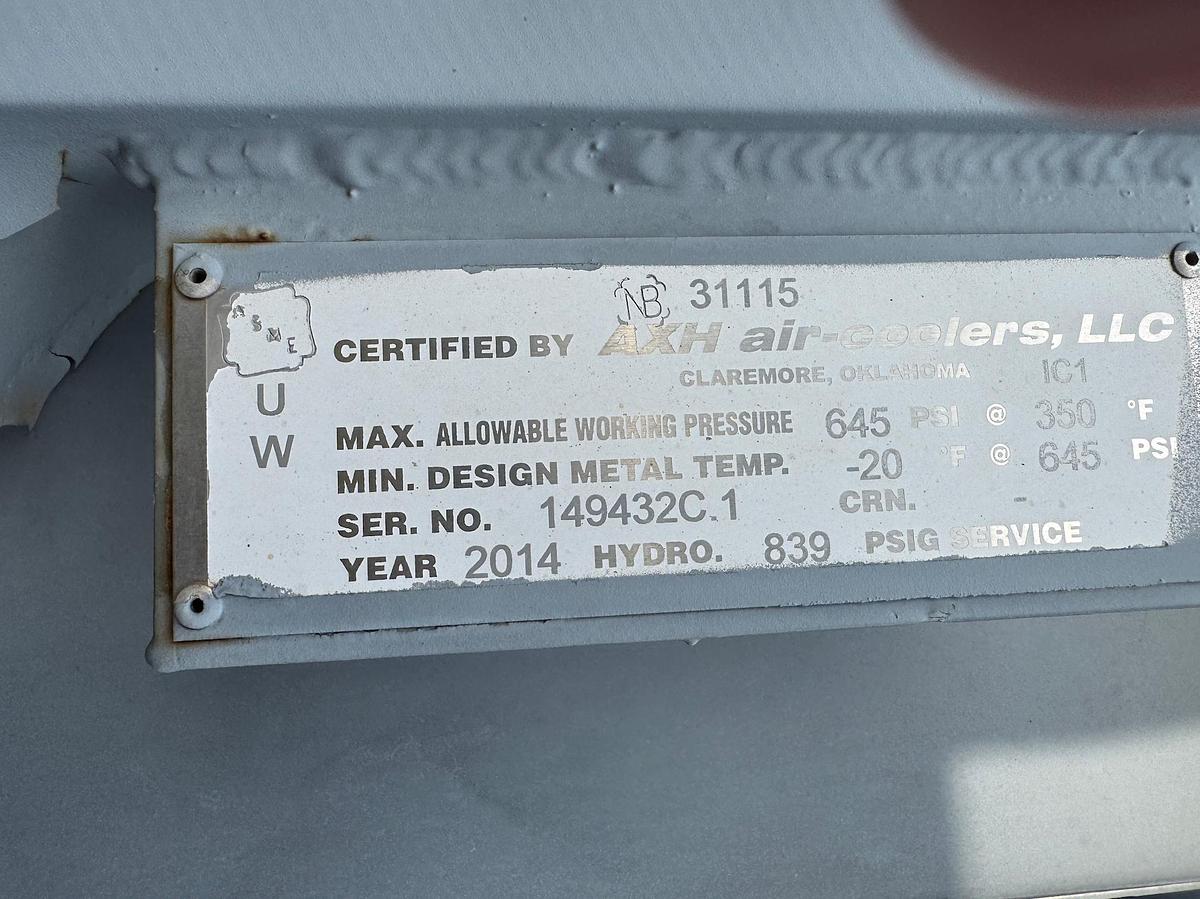 NB 31115
ASME
CERTIFIED BY AXH air-coolers, LLC
CLAREMORE, OKLAHOMA IC1
U
W
MAX. ALLOWABLE WORKING PRESSURE 645 PSI @ 350 °F
MIN. DESIGN METAL TEMP. -20 °F @ 645 PSI
SER. NO. 149432C.1 CRN. -
YEAR 2014 HYDRO. 839 PSIG SERVICE